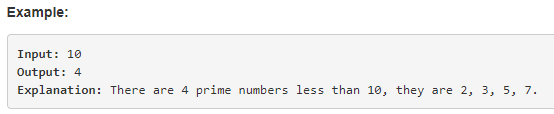 Example:
Input: 10
Output: 4
Explanation: There are 4 prime numbers less than 10, they are 2, 3, 5, 7.